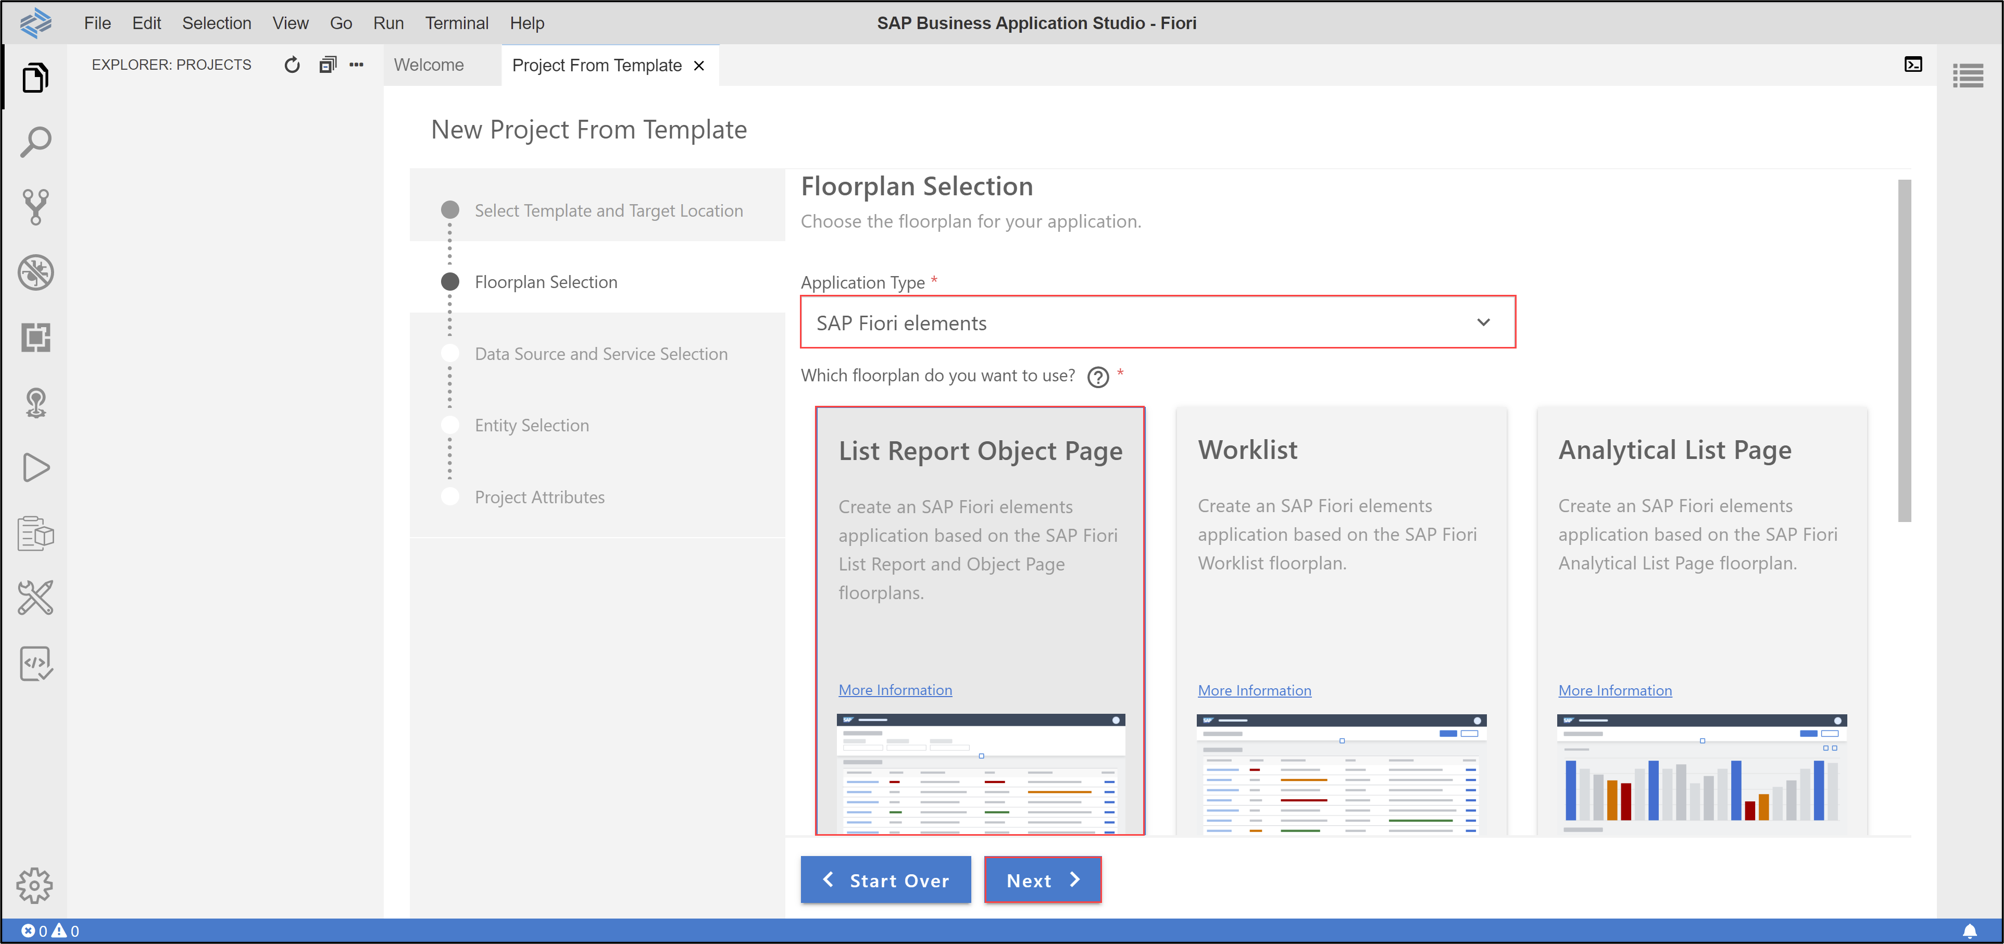 File Edit Selection View Go Run Terminal Help
SAP Business Application Studio - Fiori
EXPLORER: PROJECTS
Welcome
Project From Template
New Project From Template
Select Template and Target Location
Floorplan Selection
Data Source and Service Selection
Entity Selection
Project Attributes
Floorplan Selection
Choose the floorplan for your application.
Application Type *
SAP Fiori elements
Which floorplan do you want to use? ? *
List Report Object Page
Create an SAP Fiori elements
application based on the SAP Fiori
List Report and Object Page
floorplans.
More Information
Worklist
Create an SAP Fiori elements
application based on the SAP Fiori
Worklist floorplan.
More Information
Analytical List Page
Create an SAP Fiori elements
application based on the SAP Fiori
Analytical List Page floorplan.
More Information
Start Over
Next
0 0